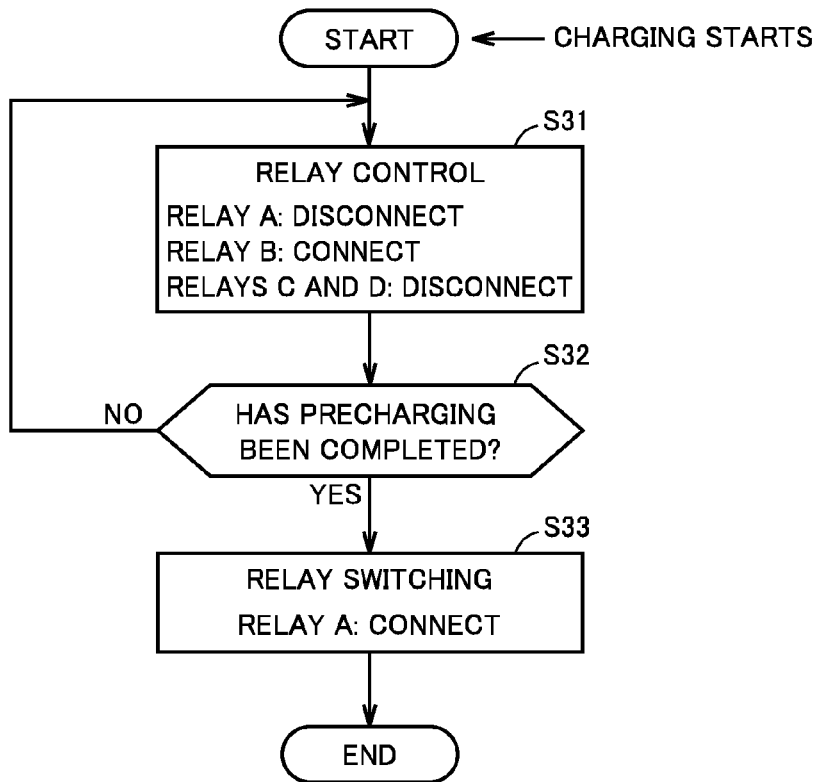 START
CHARGING STARTS
S31
RELAY CONTROL
RELAY A: DISCONNECT
RELAY B: CONNECT
RELAYS C AND D: DISCONNECT
S32
NO
HAS PRECHARGING
BEEN COMPLETED?
YES
S33
RELAY SWITCHING
RELAY A: CONNECT
END